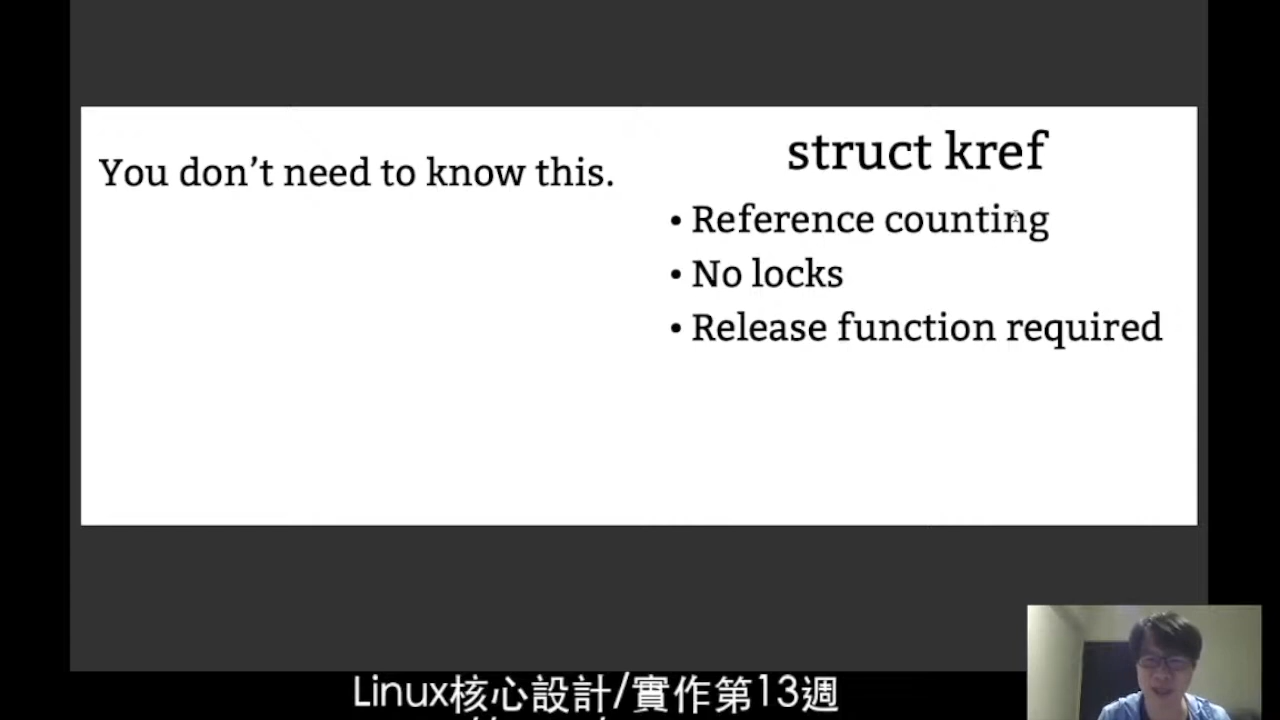 You don’t need to know this.
struct kref
• Reference counting
• No locks
• Release function required
Linux核心設計/實作第13週